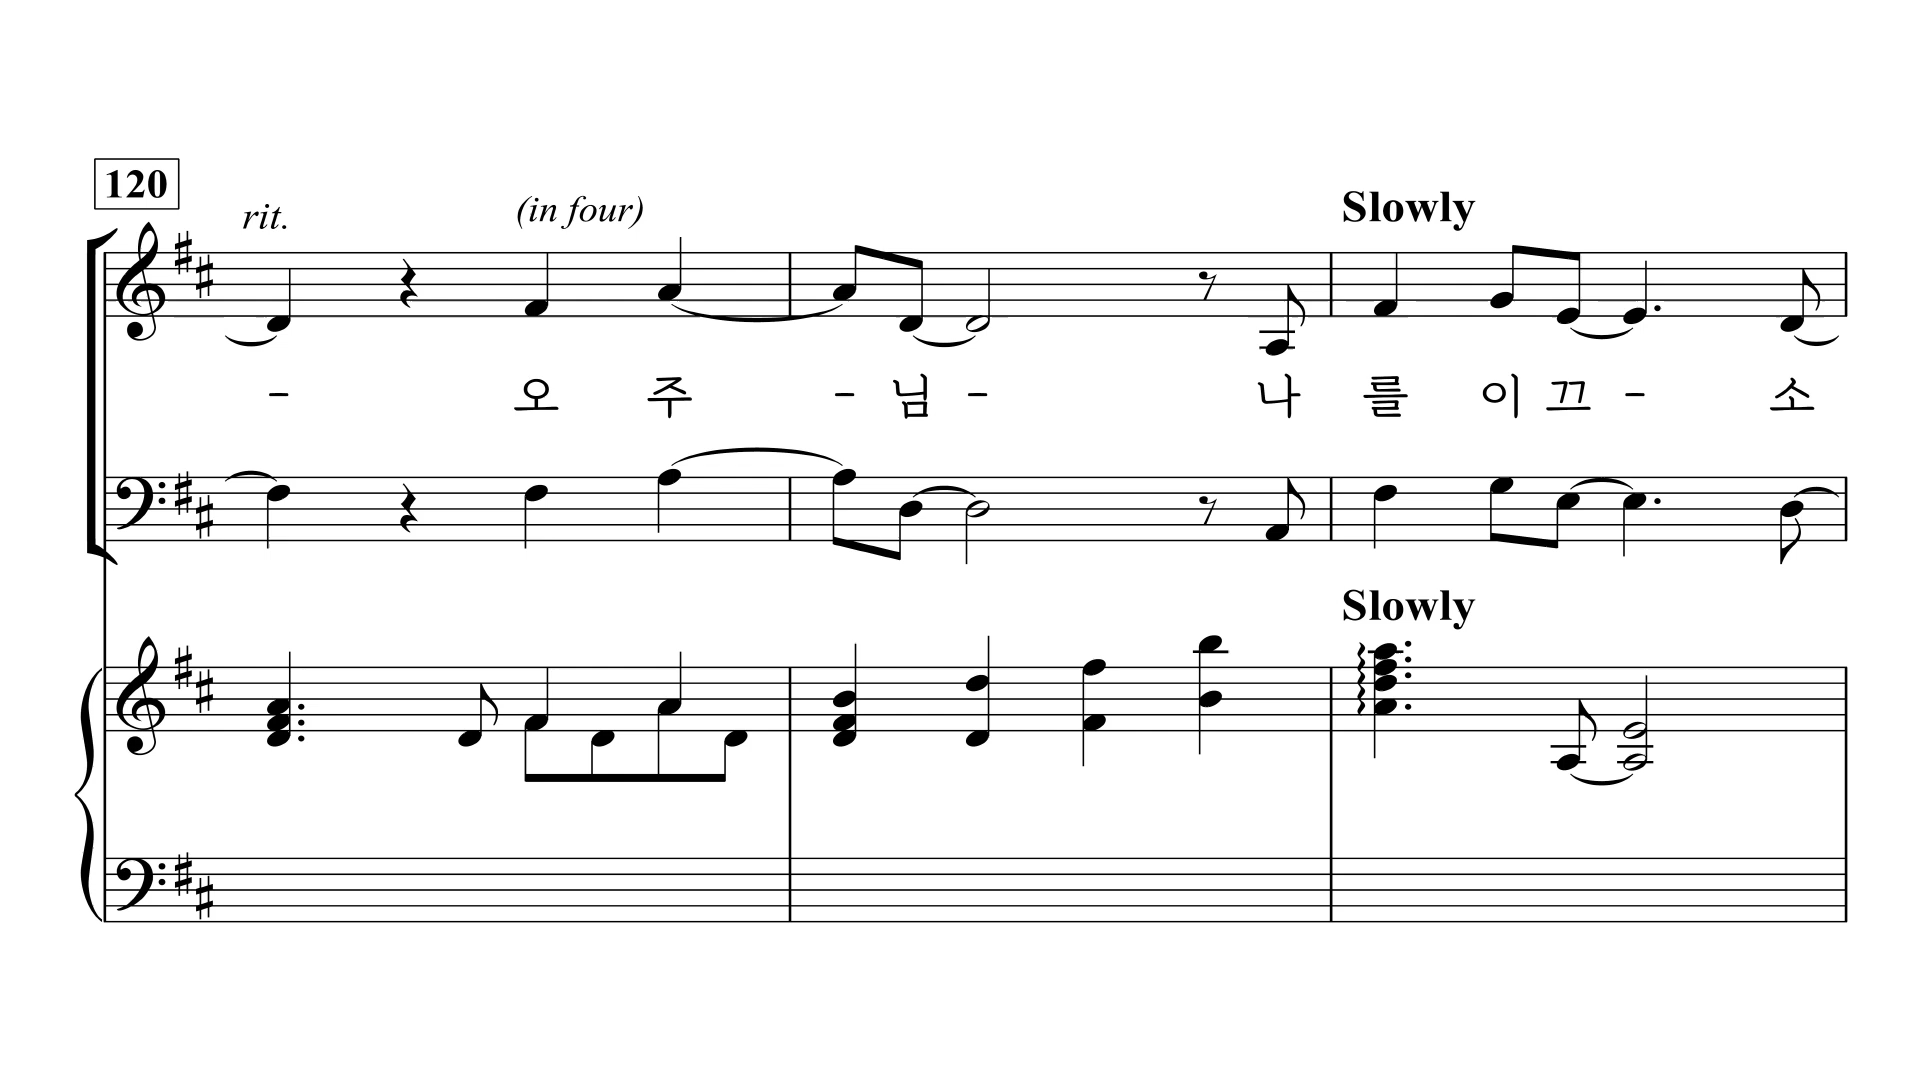 120
rit. (in four) Slowly
- 오 주 - 님 - 나 를 이 끄 - 소
Slowly